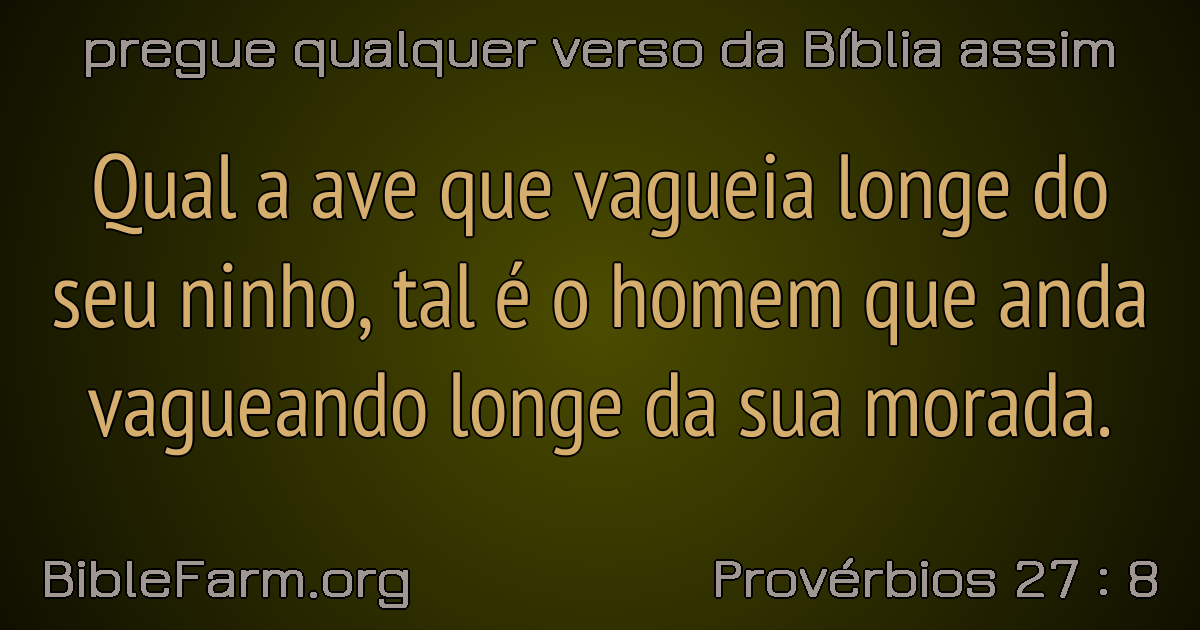 pregue qualquer verso da Bíblia assim
Qual a ave que vagueia longe do
seu ninho, tal é o homem que anda
vagueando longe da sua morada.
BibleFarm.org
Provérbios 27 : 8